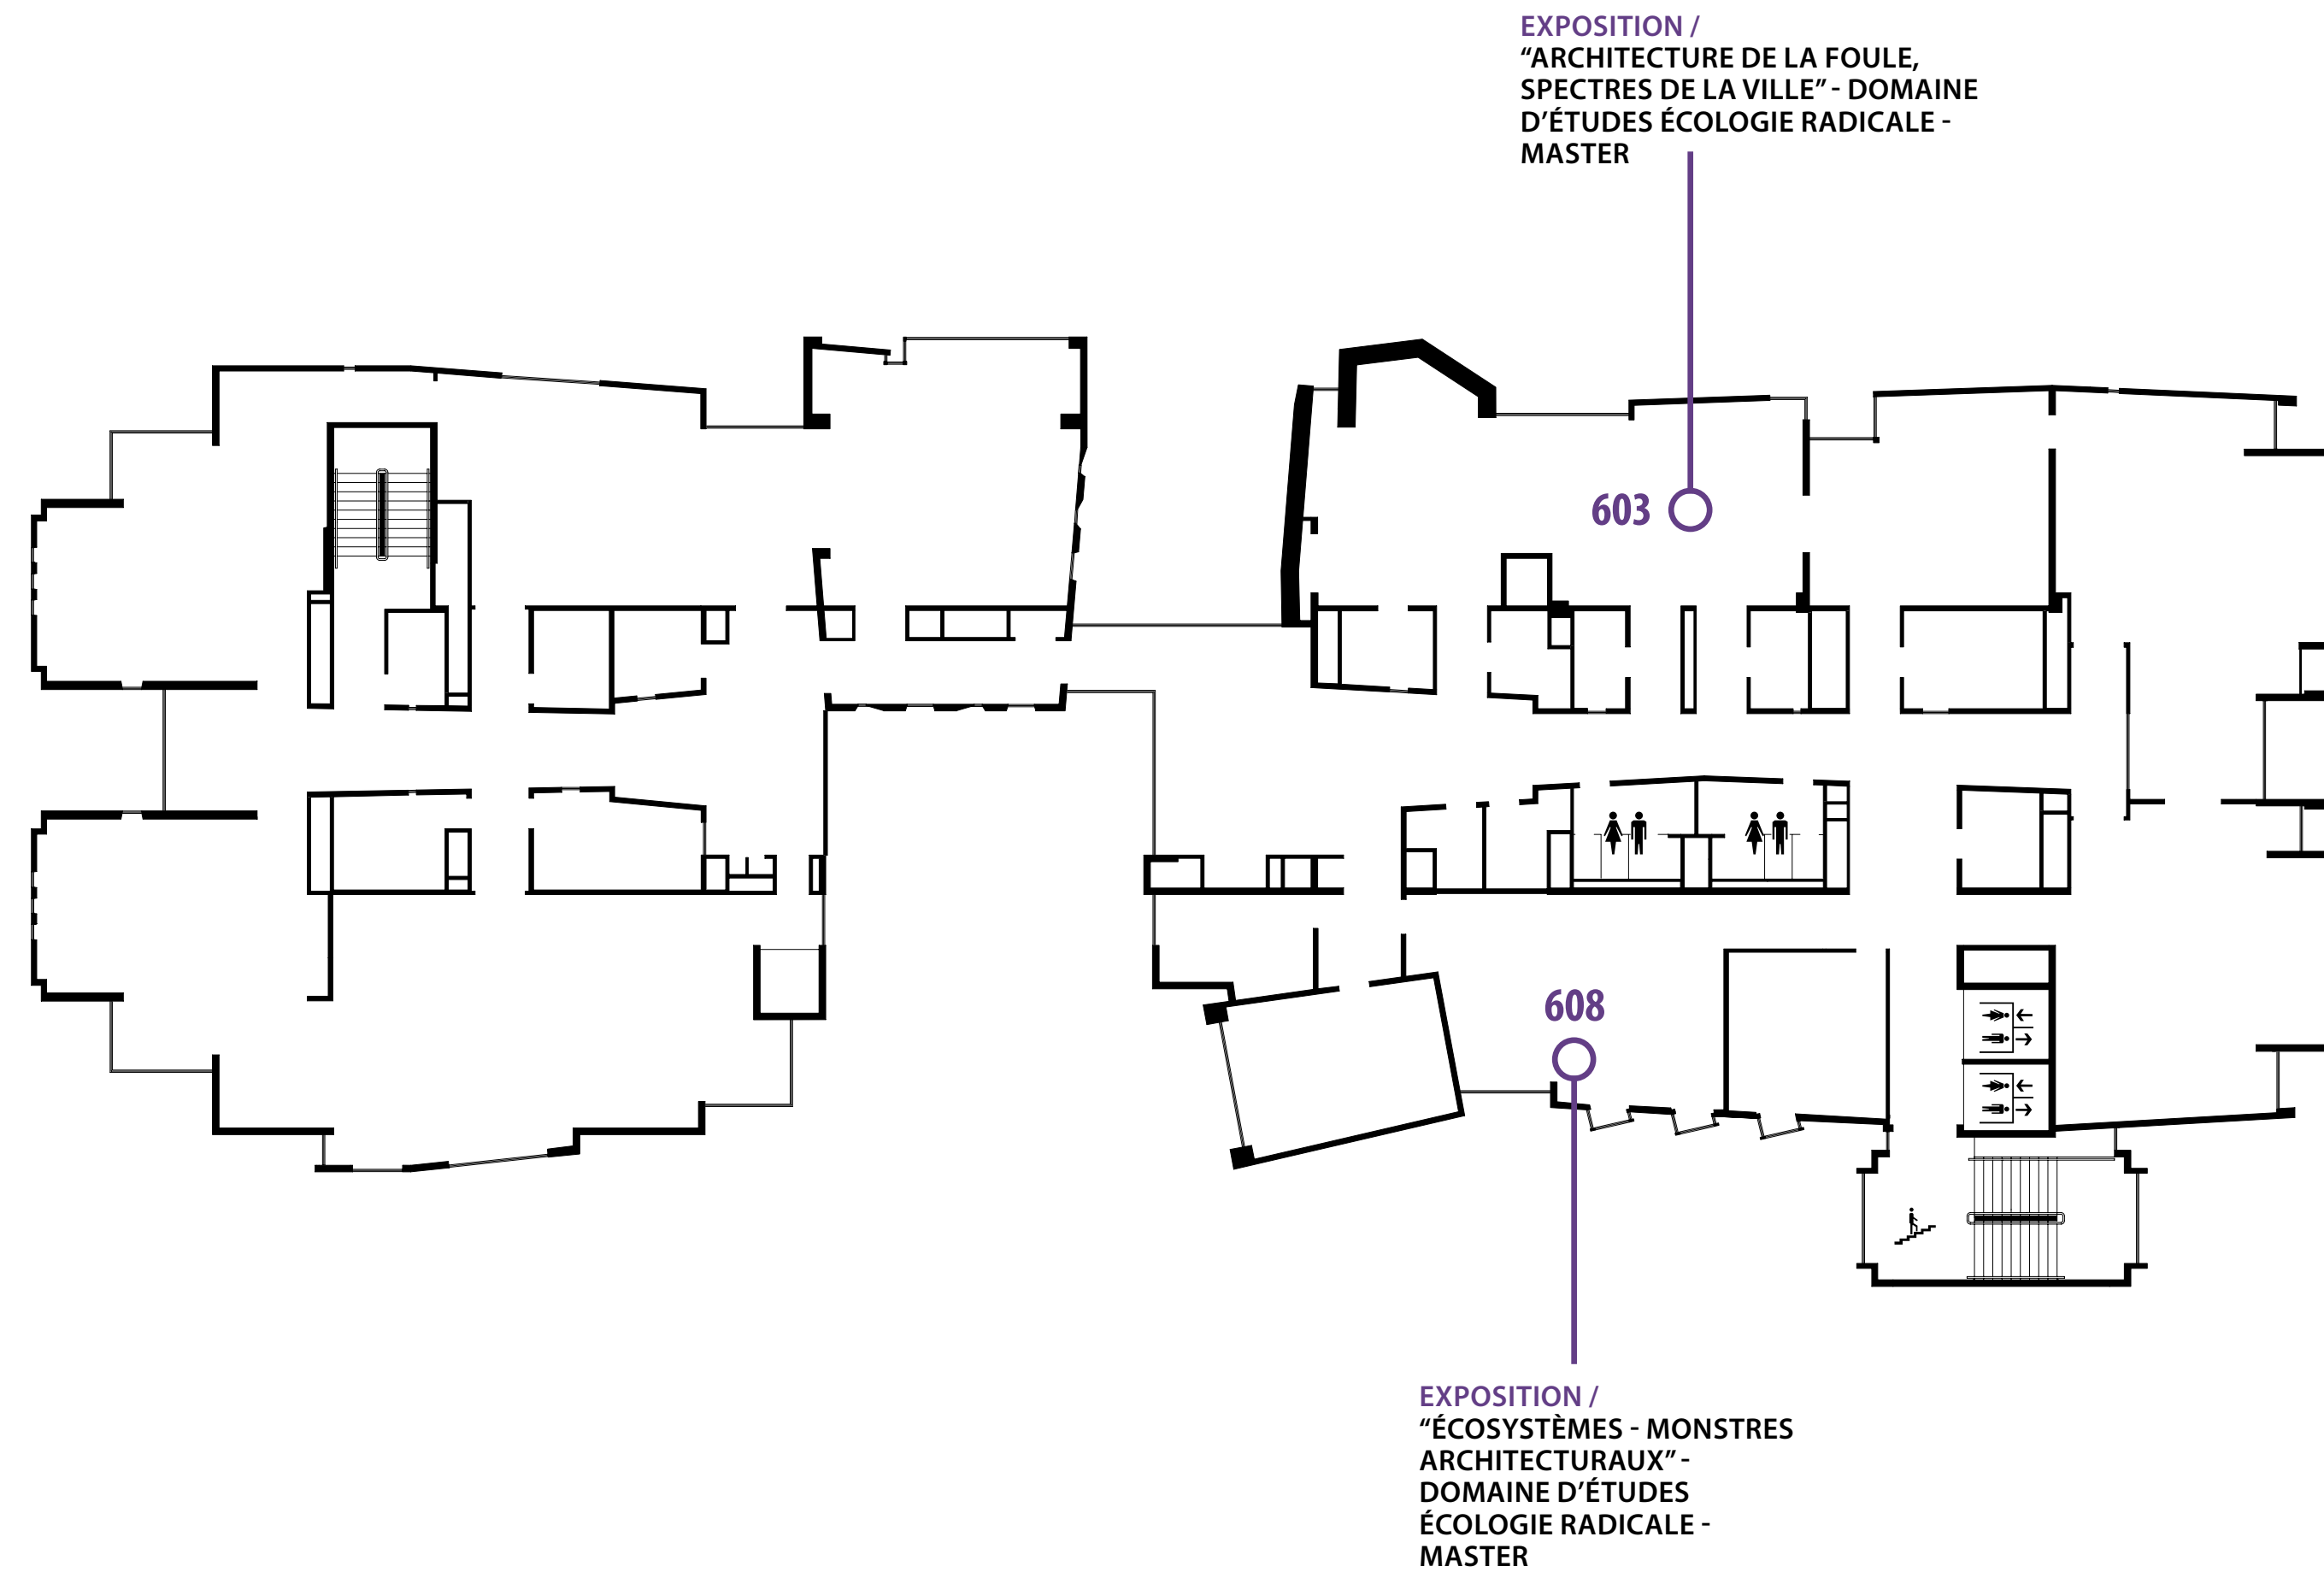 EXPOSITION /
“ARCHITECTURE DE LA FOULE,
SPECTRES DE LA VILLE” - DOMAINE
D’ÉTUDES ÉCOLOGIE RADICALE -
MASTER
603
608
EXPOSITION /
“ÉCOSYSTÈMES - MONSTRES
ARCHITECTURAUX” -
DOMAINE D’ÉTUDES
ÉCOLOGIE RADICALE -
MASTER